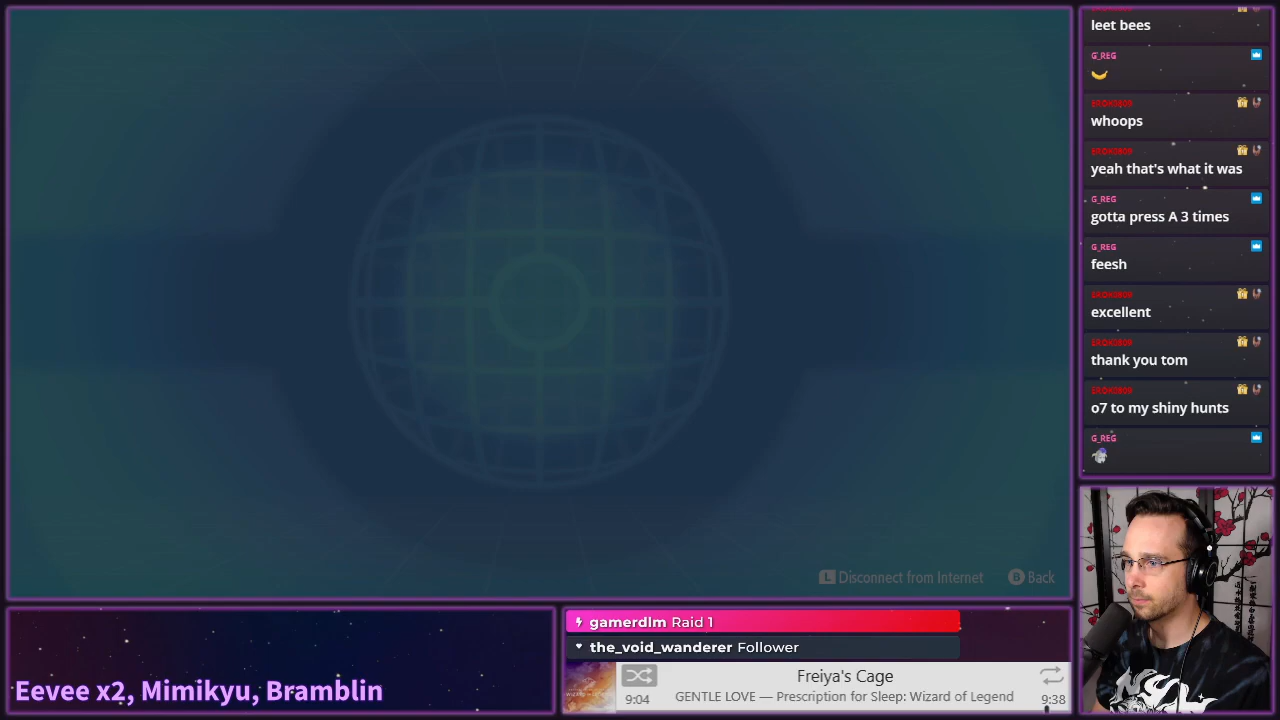 leet bees
G_REG
whoops
yeah that's what it was
G_REG
gotta press A 3 times
G_REG
feesh
excellent
thank you tom
o7 to my shiny hunts
G_REG
L Disconnect from Internet B Back
gamerdlm Raid 1
the_void_wanderer Follower
Eevee x2, Mimikyu, Bramblin
Freiya's Cage
9:04 GENTLE LOVE — Prescription for Sleep: Wizard of Legend 9:38